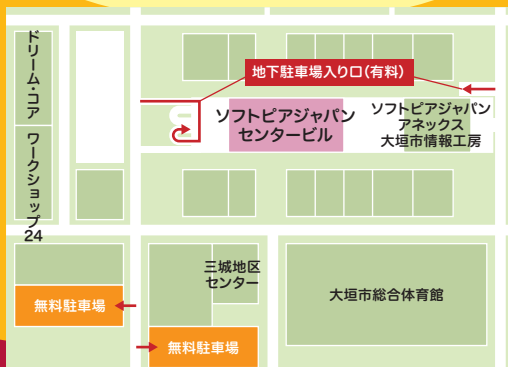 ドリーム・コア
ワークショップ24
地下駐車場入り口(有料)
ソフトピアジャパン
センタービル
ソフトピアジャパン
アネックス
大垣市情報工房
三城地区
センター
無料駐車場
大垣市総合体育館
無料駐車場